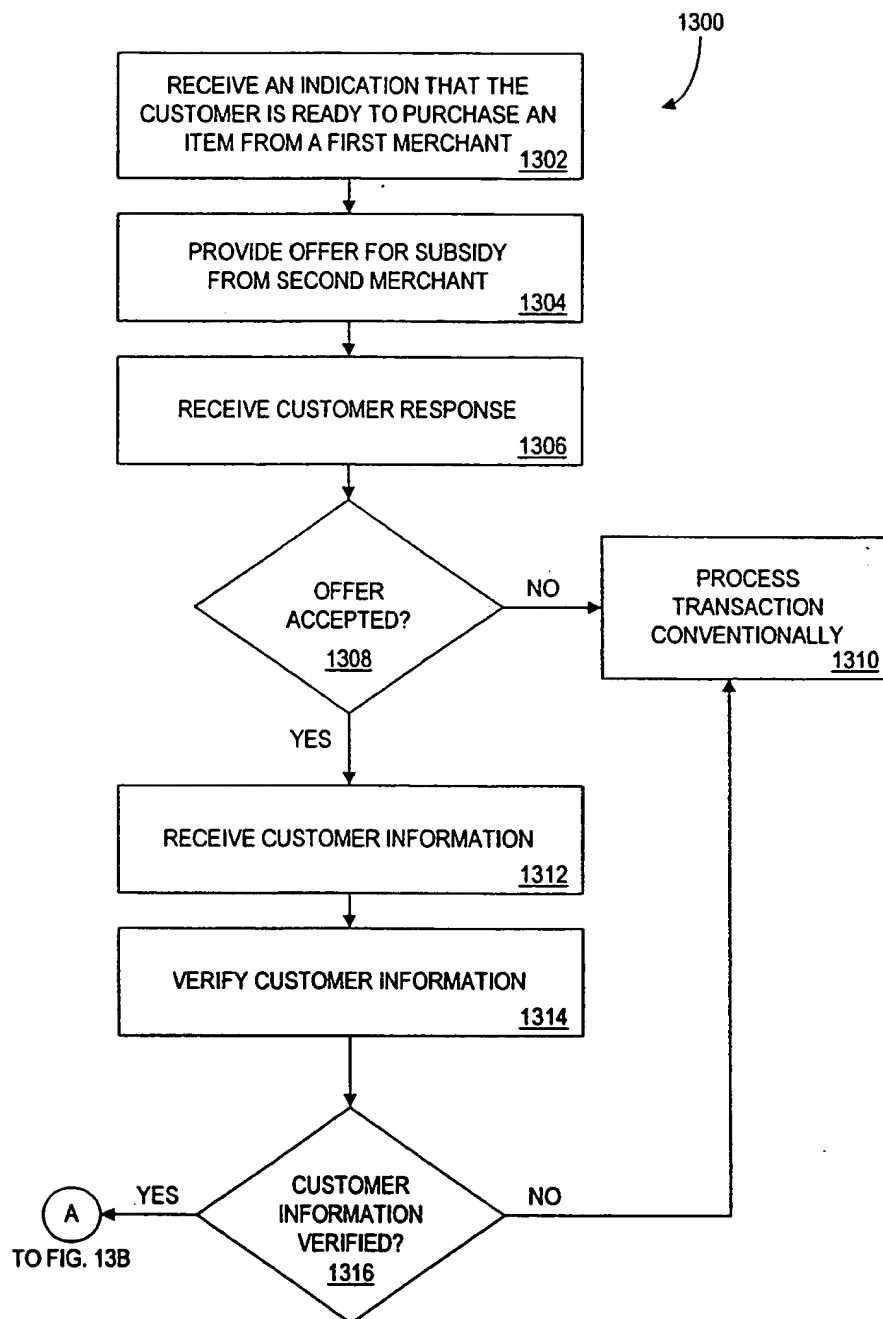 1300
RECEIVE AN INDICATION THAT THE
CUSTOMER IS READY TO PURCHASE AN
ITEM FROM A FIRST MERCHANT
1302
PROVIDE OFFER FOR SUBSIDY
FROM SECOND MERCHANT
1304
RECEIVE CUSTOMER RESPONSE
1306
OFFER
ACCEPTED?
1308
NO
PROCESS
TRANSACTION
CONVENTIONALLY
1310
YES
RECEIVE CUSTOMER INFORMATION
1312
VERIFY CUSTOMER INFORMATION
1314
CUSTOMER
INFORMATION
VERIFIED?
1316
YES
NO
A
TO FIG. 13B